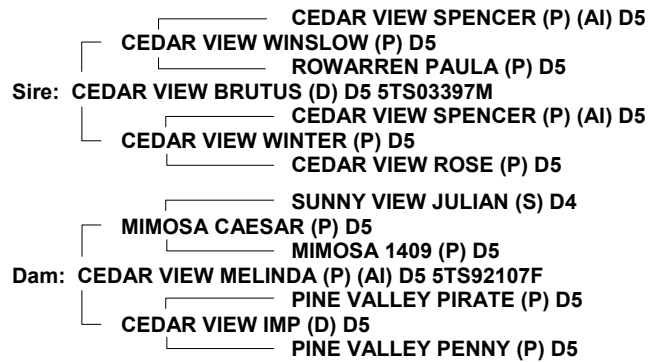 CEDAR VIEW SPENCER (P) (AI) D5
CEDAR VIEW WINSLOW (P) D5
ROWARREN PAULA (P) D5
Sire: CEDAR VIEW BRUTUS (D) D5 5TS03397M
CEDAR VIEW SPENCER (P) (AI) D5
CEDAR VIEW WINTER (P) D5
CEDAR VIEW ROSE (P) D5
SUNNY VIEW JULIAN (S) D4
MIMOSA CAESAR (P) D5
MIMOSA 1409 (P) D5
Dam: CEDAR VIEW MELINDA (P) (AI) D5 5TS92107F
PINE VALLEY PIRATE (P) D5
CEDAR VIEW IMP (D) D5
PINE VALLEY PENNY (P) D5